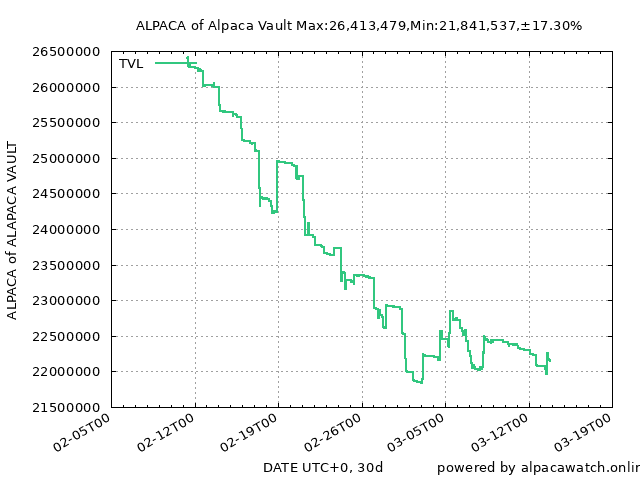 ALPACA of Alpaca Vault Max:26,413,479,Min:21,841,537,±17.30%
TVL
26500000
26000000
25500000
25000000
24500000
24000000
23500000
23000000
22500000
22000000
21500000
ALPACA of ALAPACA VAULT
02-05T00
02-12T00
02-19T00
02-26T00
03-05T00
03-12T00
03-19T00
DATE UTC+0, 30d
powered by alpacawatch.onlin